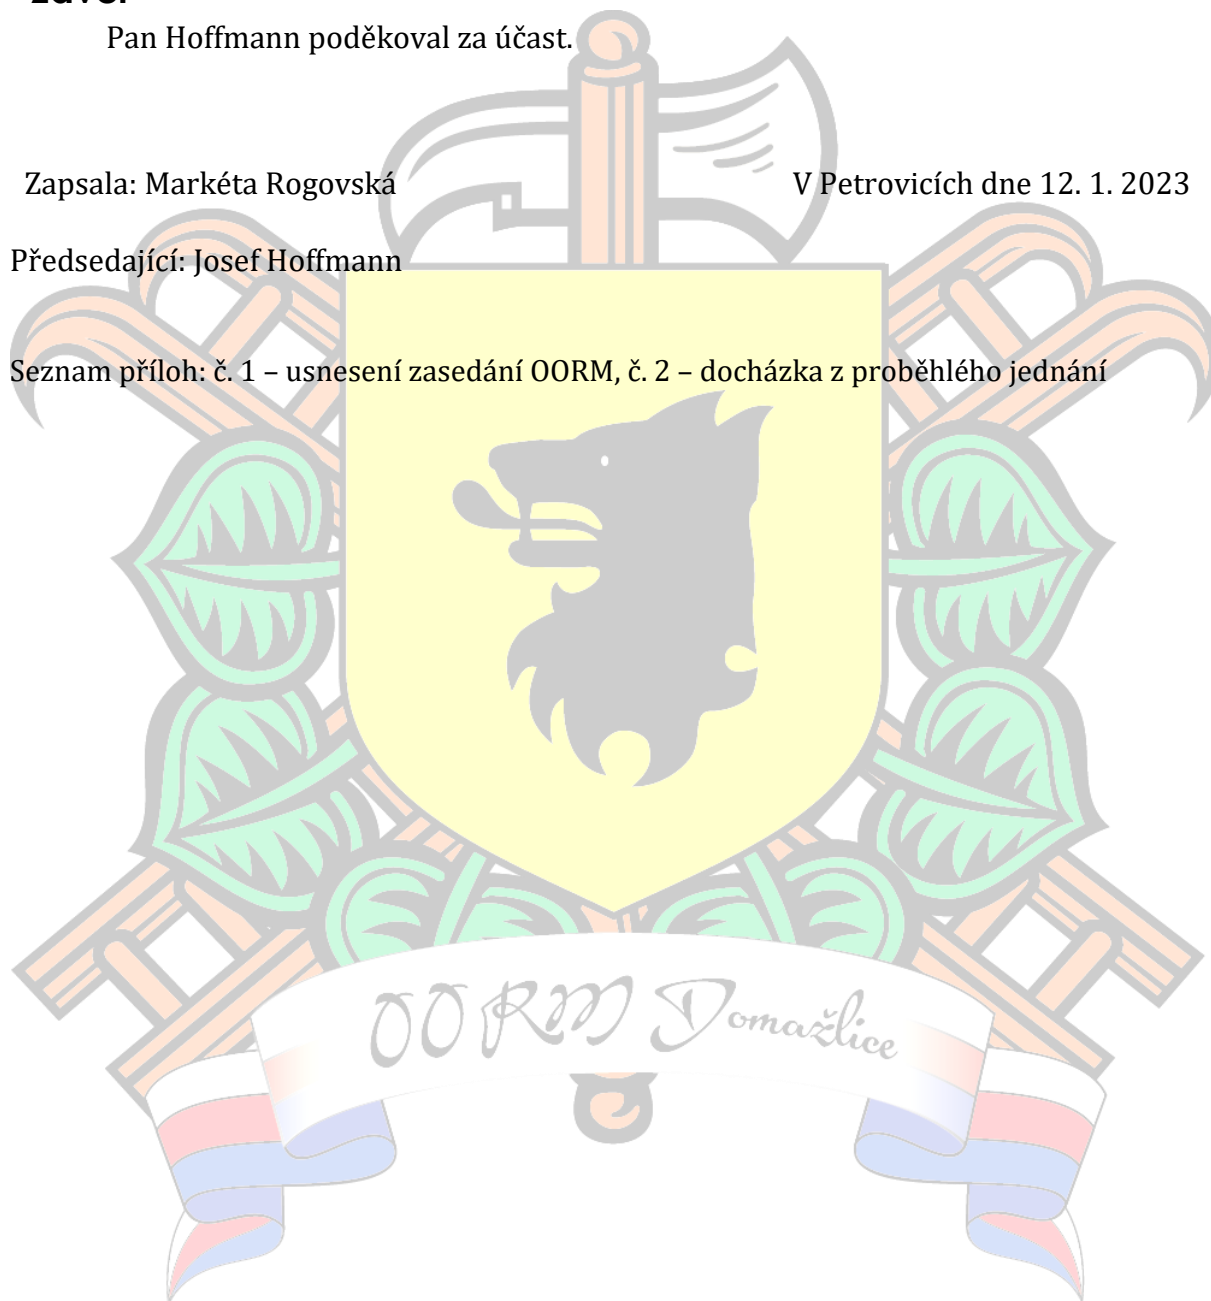 Pan Hoffmann poděkoval za účast.
Zapsala: Markéta Rogovská V Petrovicích dne 12. 1. 2023
Předsedající: Josef Hoffmann
Seznam příloh: č. 1 – usnesení zasedání OORM, č. 2 – docházka z proběhlého jednání
OORM Domažlice